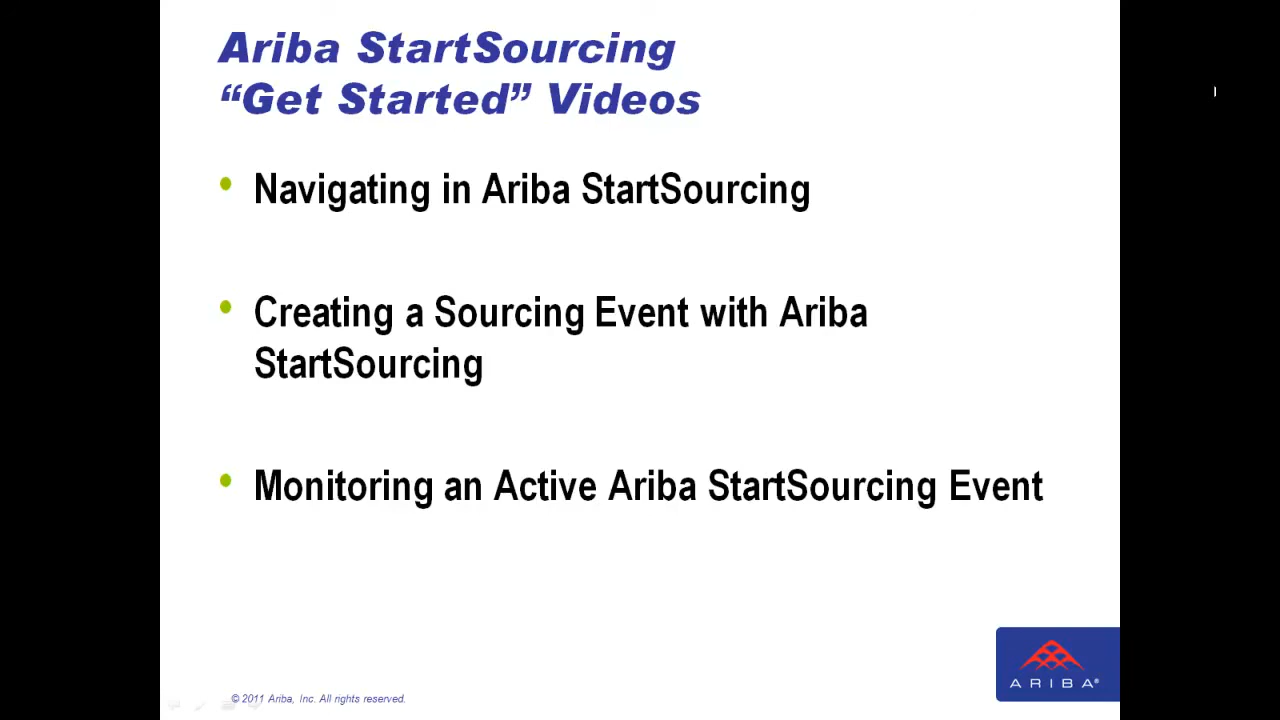 Ariba StartSourcing
“Get Started” Videos
• Navigating in Ariba StartSourcing
• Creating a Sourcing Event with Ariba
StartSourcing
• Monitoring an Active Ariba StartSourcing Event
ARIBA®
© 2011 Ariba, Inc. All rights reserved.